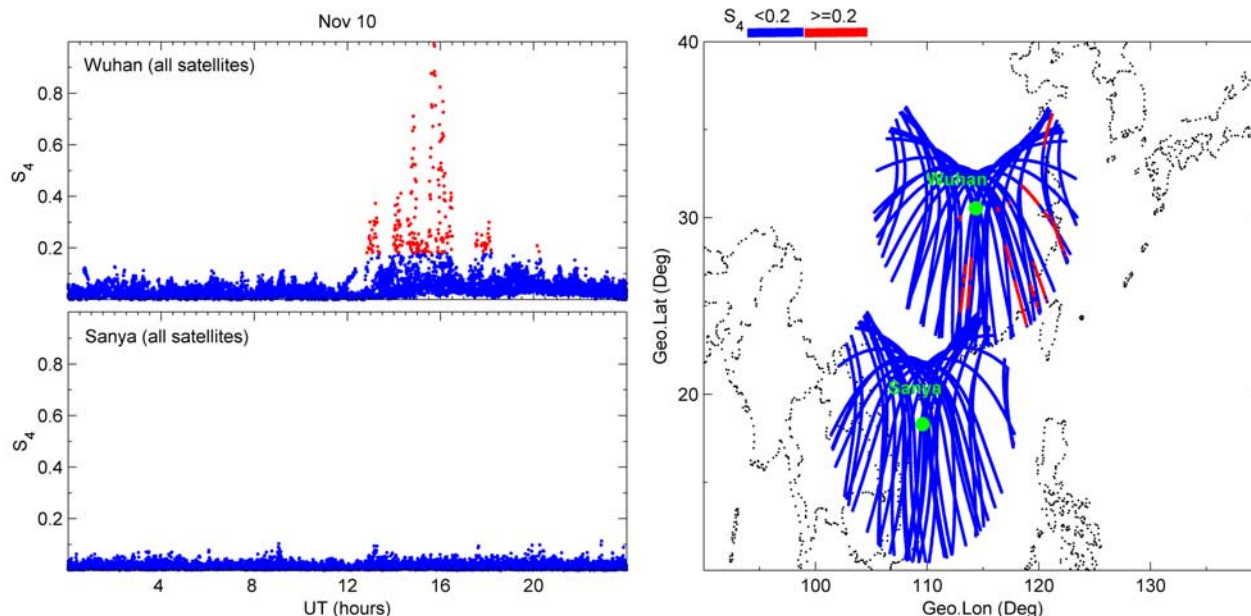 Nov 10
Wuhan (all satellites)
S4
0.8
0.6
0.4
0.2
Sanya (all satellites)
S4
0.8
0.6
0.4
0.2
4 8 12 16 20
UT (hours)
S4 <0.2 >=0.2
40
30
20
Geo.Lat (Deg)
Wuhan
Sanya
100 110 120 130
Geo.Lon (Deg)